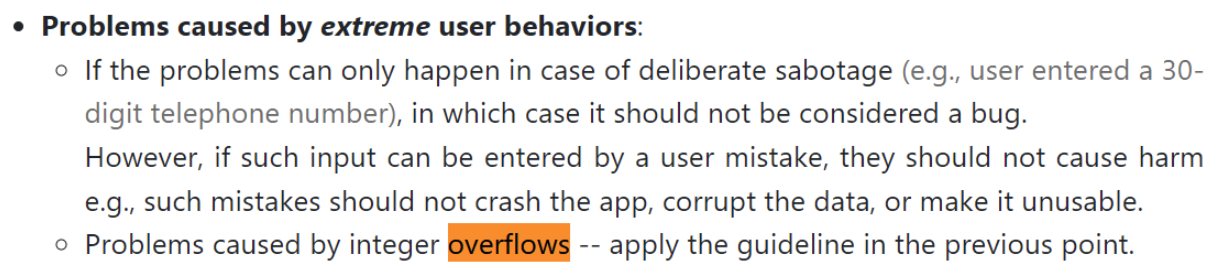 • Problems caused by extreme user behaviors:
○ If the problems can only happen in case of deliberate sabotage (e.g., user entered a 30-
digit telephone number), in which case it should not be considered a bug.
However, if such input can be entered by a user mistake, they should not cause harm
e.g., such mistakes should not crash the app, corrupt the data, or make it unusable.
○ Problems caused by integer overflows -- apply the guideline in the previous point.